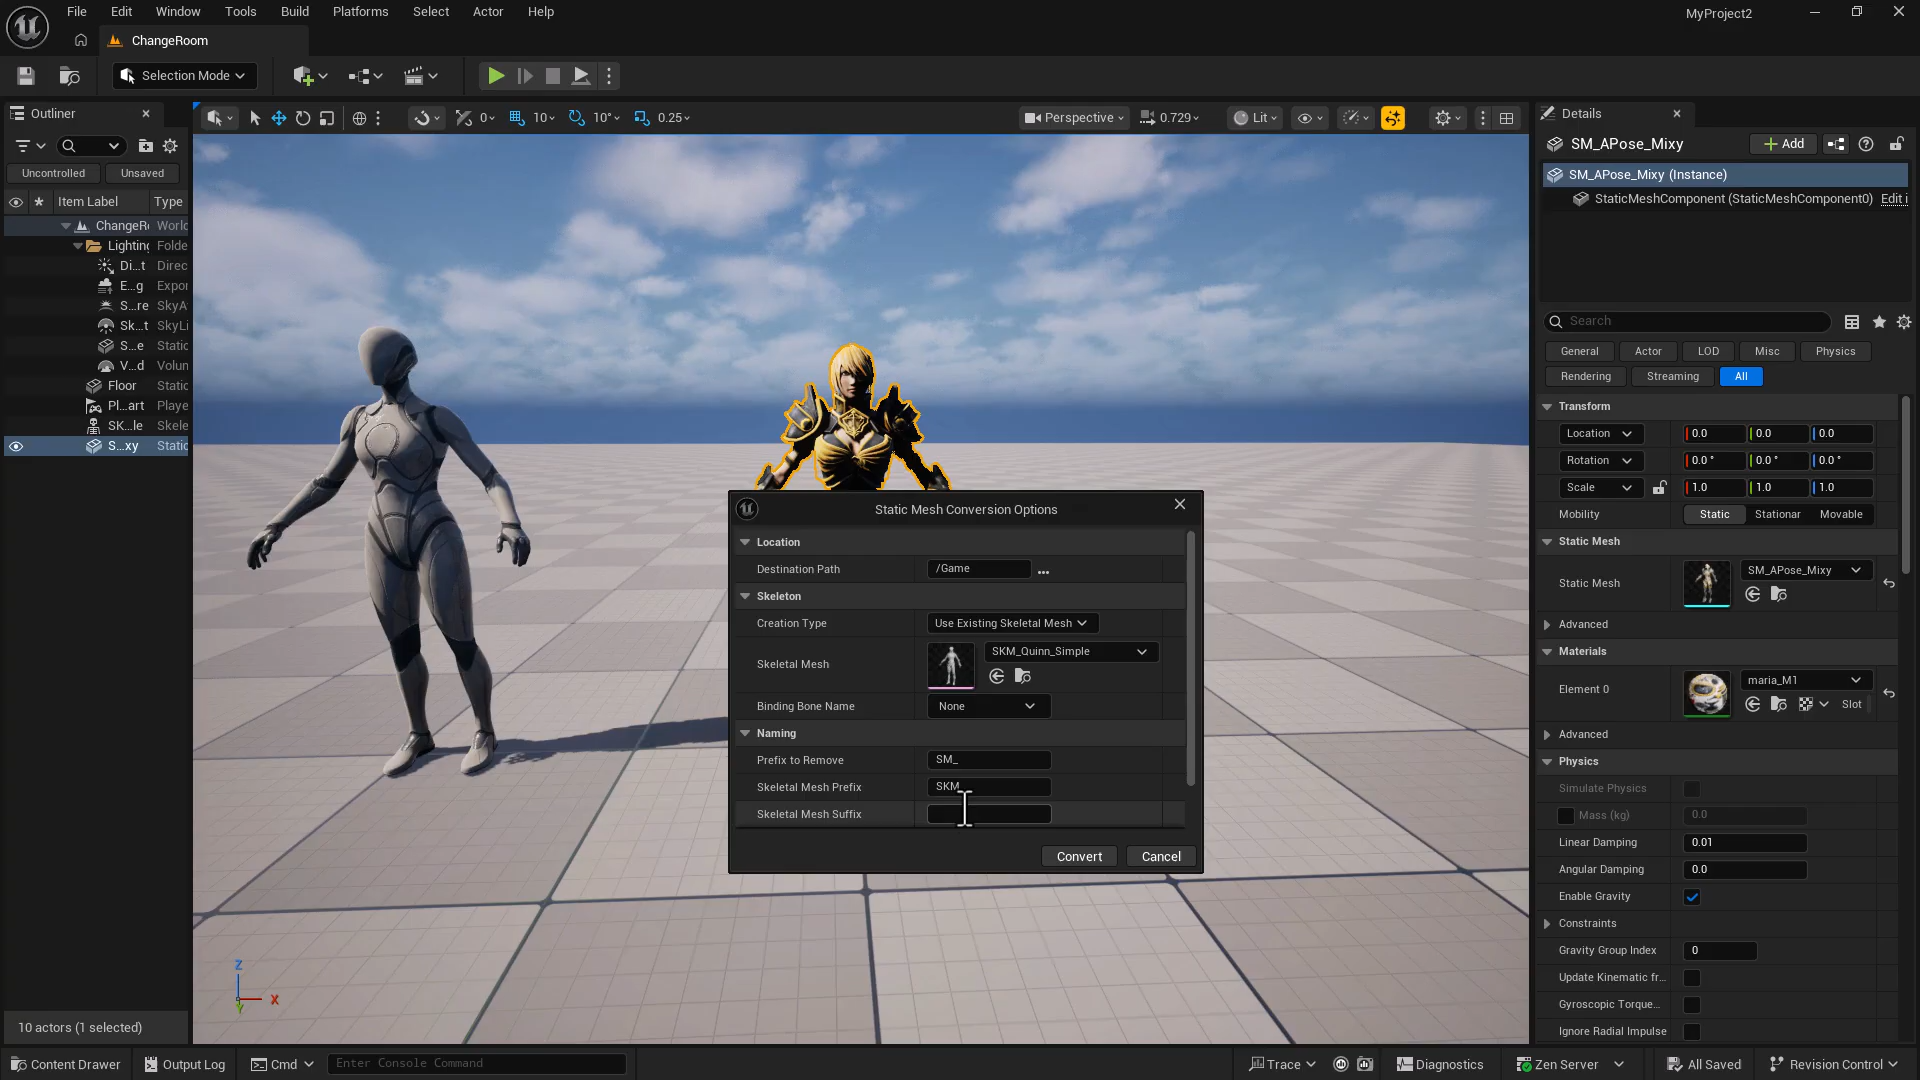 File Edit Window Tools Build Platforms Select Actor Help
MyProject2
ChangeRoom
Selection Mode
Outliner
0 10 10° 0.25
Perspective 0.729 Lit
Uncontrolled Unsaved
Item Label Type
ChangeR World
Lighting Folde
Di...t Direc
E...g Expor
S...re SkyA
Sk...t SkyLi
S...e Static
V...d Volun
Floor Static
Pl...art Playe
SK...le Skele
S...xy Static
10 actors (1 selected)
Static Mesh Conversion Options
Location
Destination Path /Game ...
Skeleton
Creation Type Use Existing Skeletal Mesh
Skeletal Mesh SKM_Quinn_Simple
Binding Bone Name None
Naming
Prefix to Remove SM_
Skeletal Mesh Prefix SKM_
Skeletal Mesh Suffix
Convert Cancel
Z
X
Y
Details
SM_APose_Mixy Add
SM_APose_Mixy (Instance)
StaticMeshComponent (StaticMeshComponent0) Edit i
Search
General Actor LOD Misc Physics
Rendering Streaming All
Transform
Location 0.0 0.0 0.0
Rotation 0.0 ° 0.0 ° 0.0 °
Scale 1.0 1.0 1.0
Mobility Static Stationar Movable
Static Mesh
Static Mesh SM_APose_Mixy
Advanced
Materials
Element 0 maria_M1
Slot
Advanced
Physics
Simulate Physics
Mass (kg) 0.0
Linear Damping 0.01
Angular Damping 0.0
Enable Gravity
Constraints
Gravity Group Index 0
Update Kinematic fr...
Gyroscopic Torque...
Ignore Radial Impulse
Content Drawer Output Log Cmd Enter Console Command
Trace Diagnostics Zen Server All Saved Revision Control